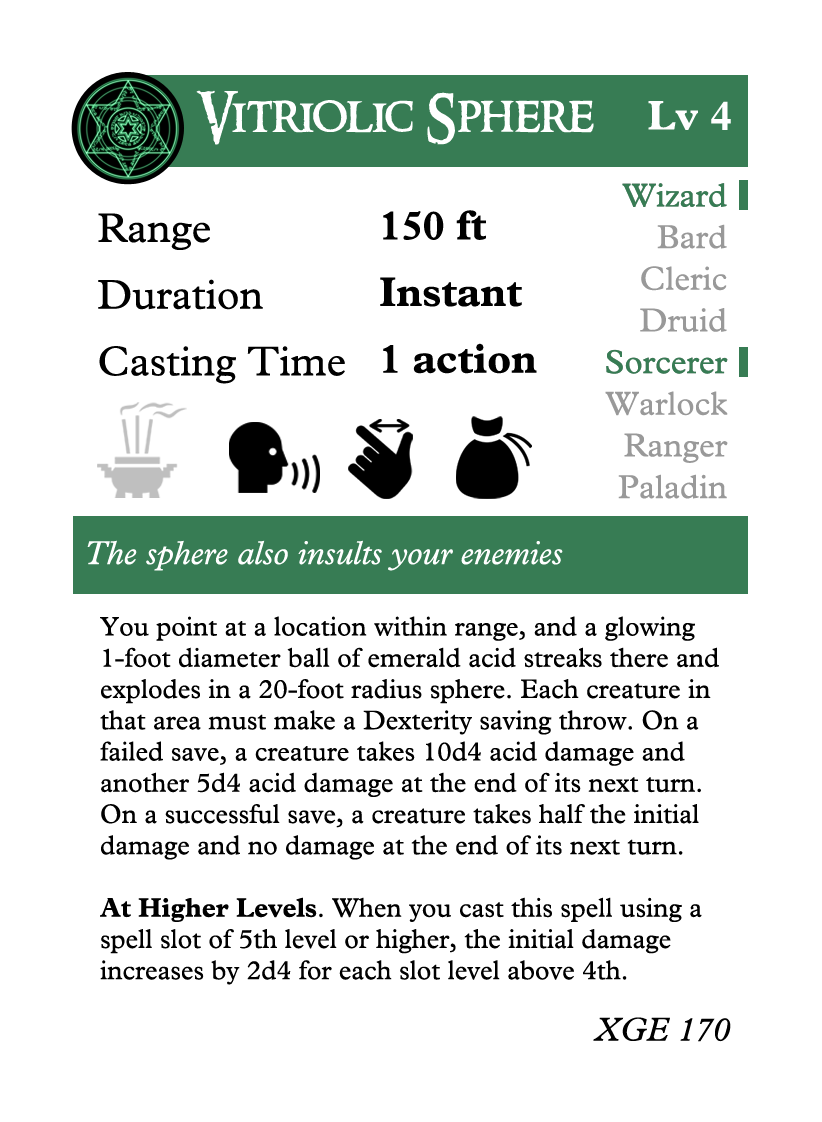 VITRIOLIC SPHERE Lv 4
Range 150 ft
Duration Instant
Casting Time 1 action
Wizard
Bard
Cleric
Druid
Sorcerer
Warlock
Ranger
Paladin
The sphere also insults your enemies
You point at a location within range, and a glowing
1-foot diameter ball of emerald acid streaks there and
explodes in a 20-foot radius sphere. Each creature in
that area must make a Dexterity saving throw. On a
failed save, a creature takes 10d4 acid damage and
another 5d4 acid damage at the end of its next turn.
On a successful save, a creature takes half the initial
damage and no damage at the end of its next turn.
At Higher Levels. When you cast this spell using a
spell slot of 5th level or higher, the initial damage
increases by 2d4 for each slot level above 4th.
XGE 170